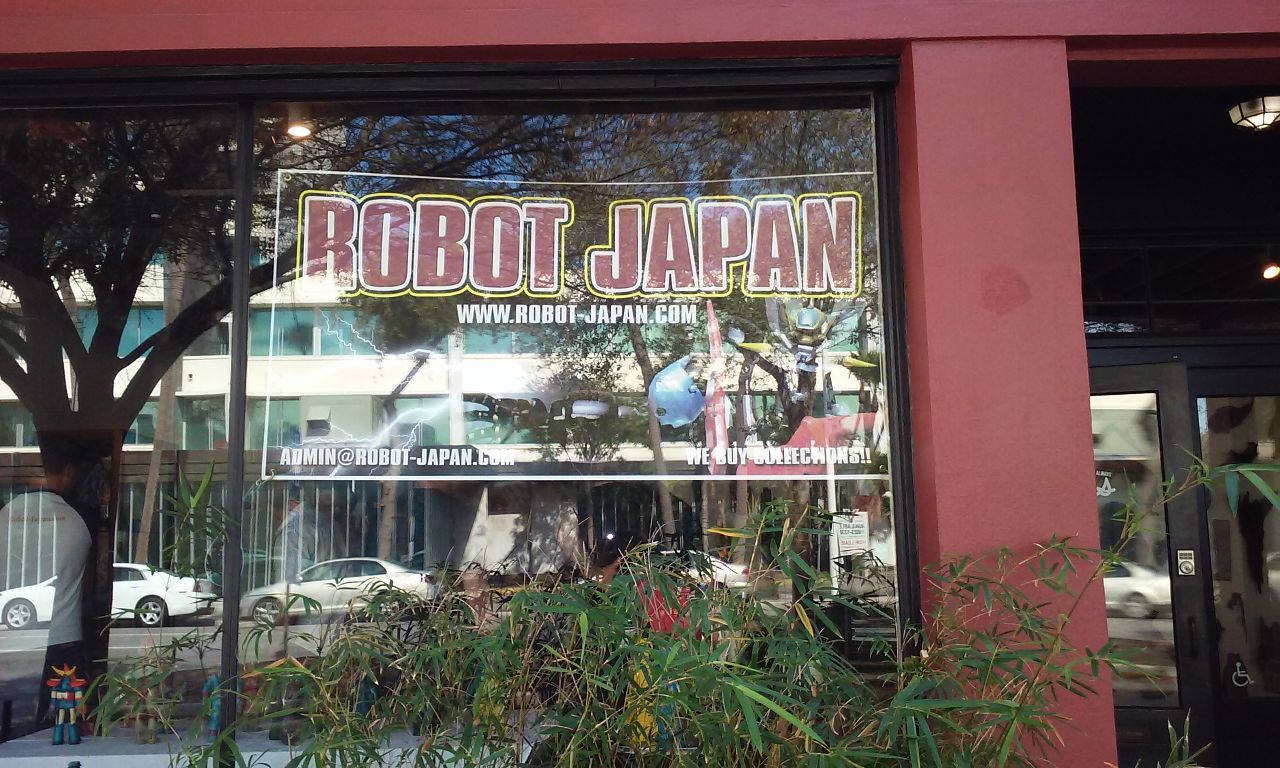 ROBOT JAPAN
WWW.ROBOT-JAPAN.COM
ADMIN@ROBOT-JAPAN.COM
WE BUY COLLECTIONS!!